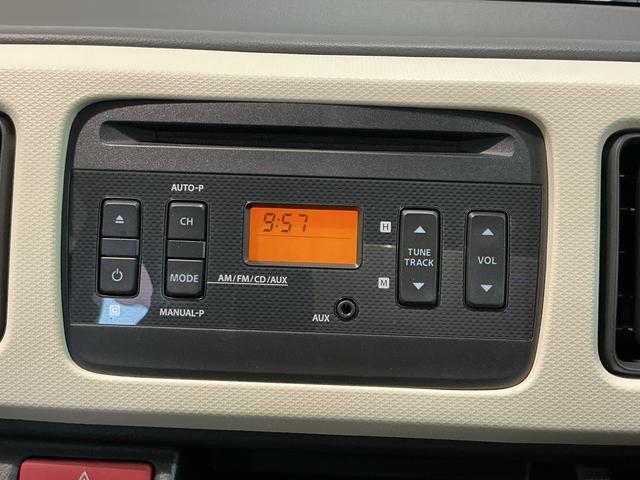 AUTO-P
CH
MODE
AM/FM/CD/AUX
MANUAL-P
C
9:57
AUX
H
M
TUNE
TRACK
VOL